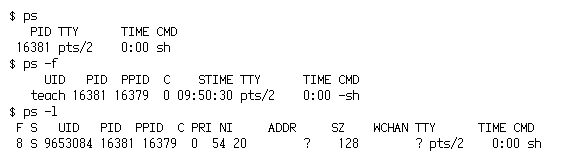 $ ps
PID TTY TIME CMD
16381 pts/2 0:00 sh
$ ps -f
UID PID PPID C STIME TTY TIME CMD
teach 16381 16379 0 09:50:30 pts/2 0:00 -sh
$ ps -l
F S UID PID PPID C PRI NI ADDR SZ WCHAN TTY TIME CMD
8 S 9653084 16381 16379 0 54 20 ? 128 ? pts/2 0:00 sh